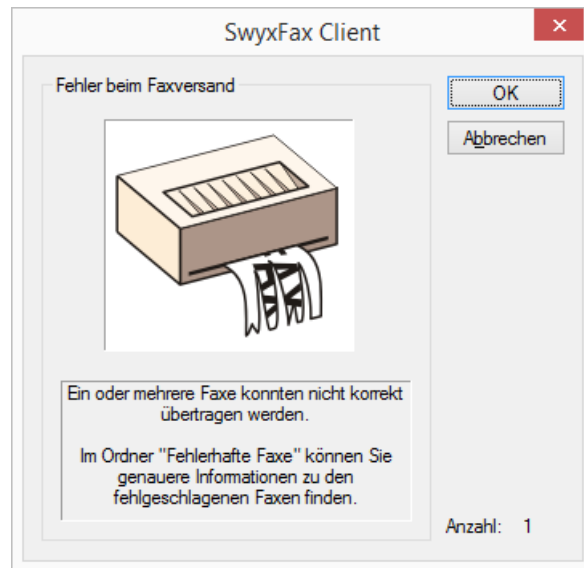 SwyxFax Client
Fehler beim Faxversand
OK
Abbrechen
Ein oder mehrere Faxe konnten nicht korrekt
übertragen werden.
Im Ordner "Fehlerhafte Faxe" können Sie
genauere Informationen zu den
fehlgeschlagenen Faxen finden.
Anzahl: 1